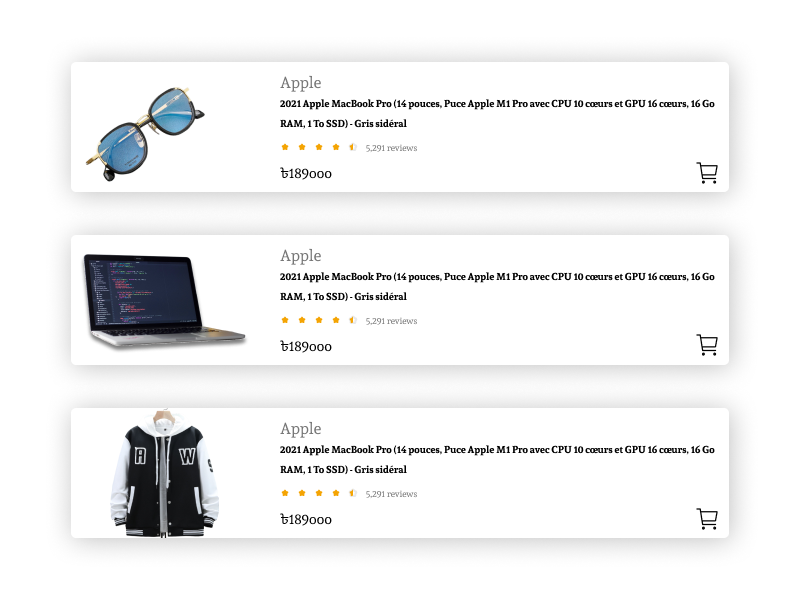 Apple
2021 Apple MacBook Pro (14 pouces, Puce Apple M1 Pro avec CPU 10 cœurs et GPU 16 cœurs, 16 Go
RAM, 1 To SSD) - Gris sidéral
5,291 reviews
৳189000
Apple
2021 Apple MacBook Pro (14 pouces, Puce Apple M1 Pro avec CPU 10 cœurs et GPU 16 cœurs, 16 Go
RAM, 1 To SSD) - Gris sidéral
5,291 reviews
৳189000
A W
Apple
2021 Apple MacBook Pro (14 pouces, Puce Apple M1 Pro avec CPU 10 cœurs et GPU 16 cœurs, 16 Go
RAM, 1 To SSD) - Gris sidéral
5,291 reviews
৳189000